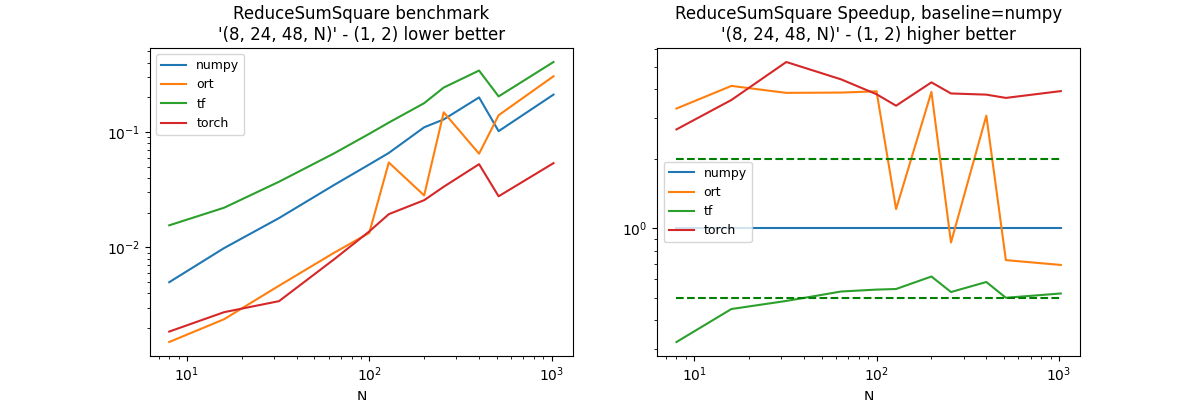 ReduceSumSquare benchmark
'(8, 24, 48, N)' - (1, 2) lower better
numpy
ort
tf
torch
10⁻¹
10⁻²
10¹
10²
10³
N
ReduceSumSquare Speedup, baseline=numpy
'(8, 24, 48, N)' - (1, 2) higher better
numpy
ort
tf
torch
10⁰
10¹
10²
10³
N